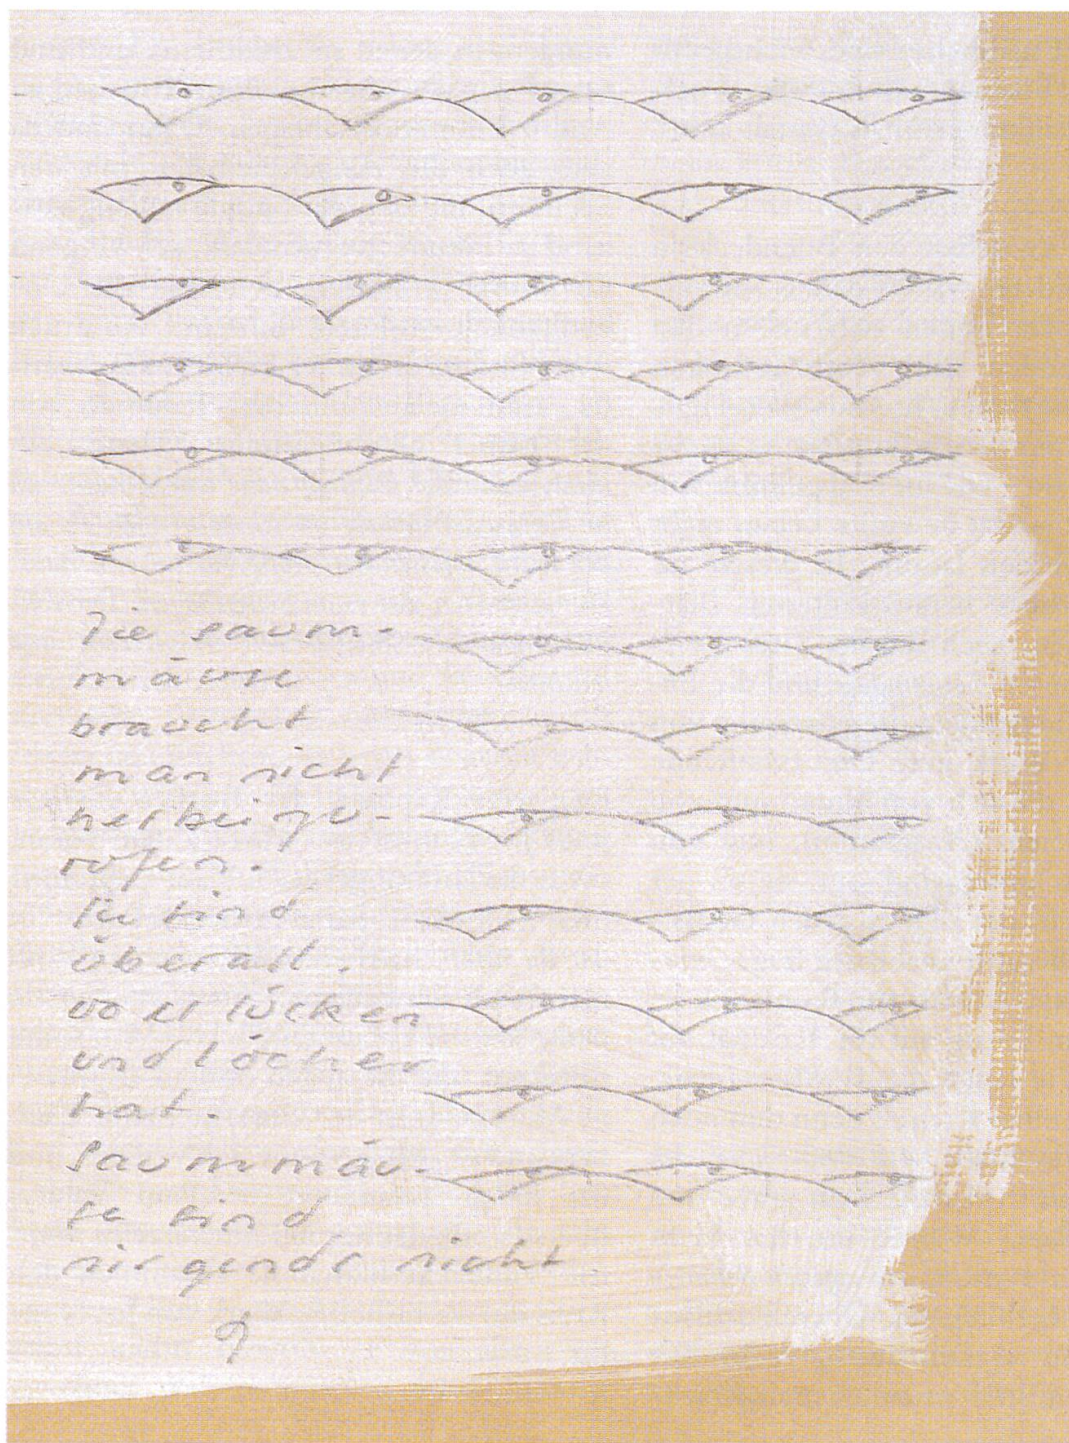 Die saum-
mäuse
braucht
man nicht
herbeizu-
rufen.
sie sind
überall.
wo es lücken
und löcher
hat.
saummäu-
se sind
nirgends nicht